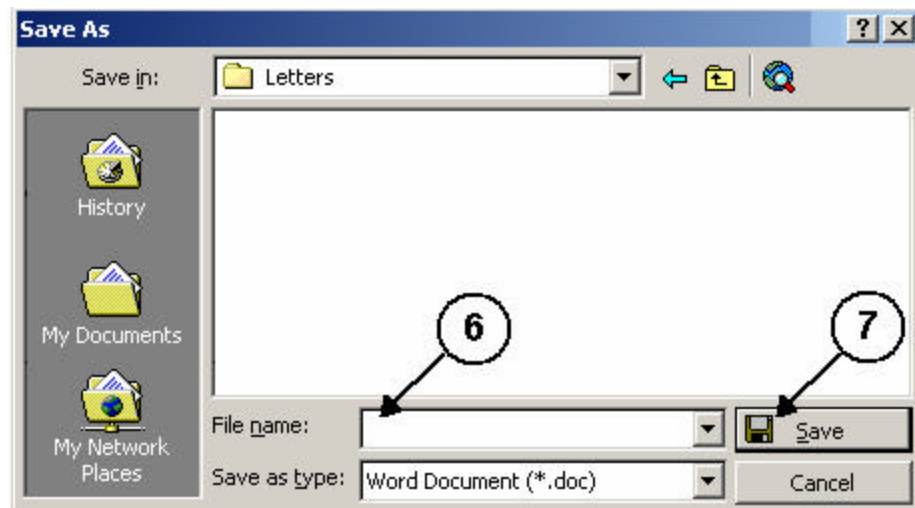 Save As
Save in:
Letters
History
My Documents
My Network
Places
6
7
File name:
Save
Save as type:
Word Document (*.doc)
Cancel